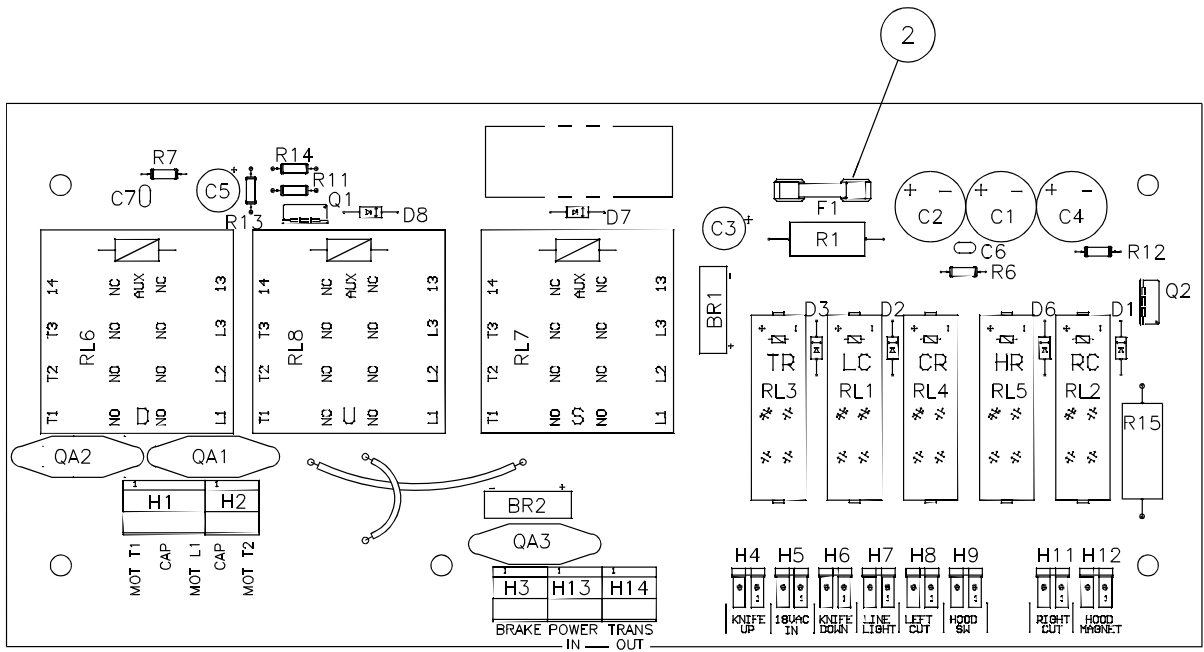 2
R7
C7
C5
R13
R14
R11
Q1
D8
D7
F1
R1
C3
C2
C1
C4
C6
R6
R12
Q2
BR1
14 NC AUX NC 13
T3 NO NO L3
T2 NO NO L2
T1 NO D NO L1
RL6
14 NC AUX NC 13
T3 NO NO L3
T2 NO NO L2
T1 NO U NO L1
RL8
14 NC AUX NC 13
T3 NO NO L3
T2 NO NO L2
T1 NO S NO L1
RL7
D3
D2
D6
D1
TR
RL3
LC
RL1
CR
RL4
HR
RL5
RC
RL2
R15
QA2
QA1
H1
H2
MOT T1
CAP
MOT L1
CAP
MOT T2
BR2
QA3
H3
H13
H14
BRAKE
POWER
IN
TRANS
OUT
H4
KNIFE
UP
H5
18VAC
IN
H6
KNIFE
DOWN
H7
LINE
LIGHT
H8
LEFT
CUT
H9
HOOD
SW
H11
RIGHT
CUT
H12
HOOD
MAGNET